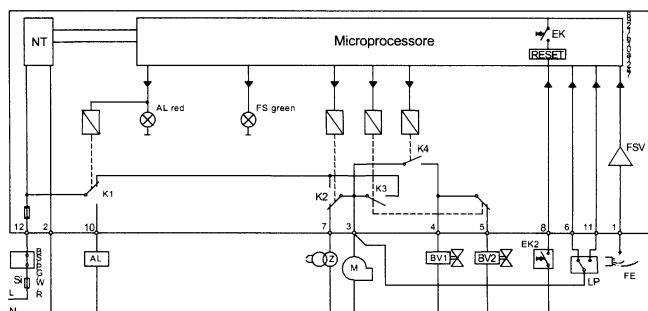 NT
Microprocessore
EK
RESET
AL red
FS green
FSV
K4
K1
K2
K3
12
2
10
7
3
4
5
8
6
11
1
EK2
Si
AL
Z
M
BV1
BV2
LP
FE
L
N
R